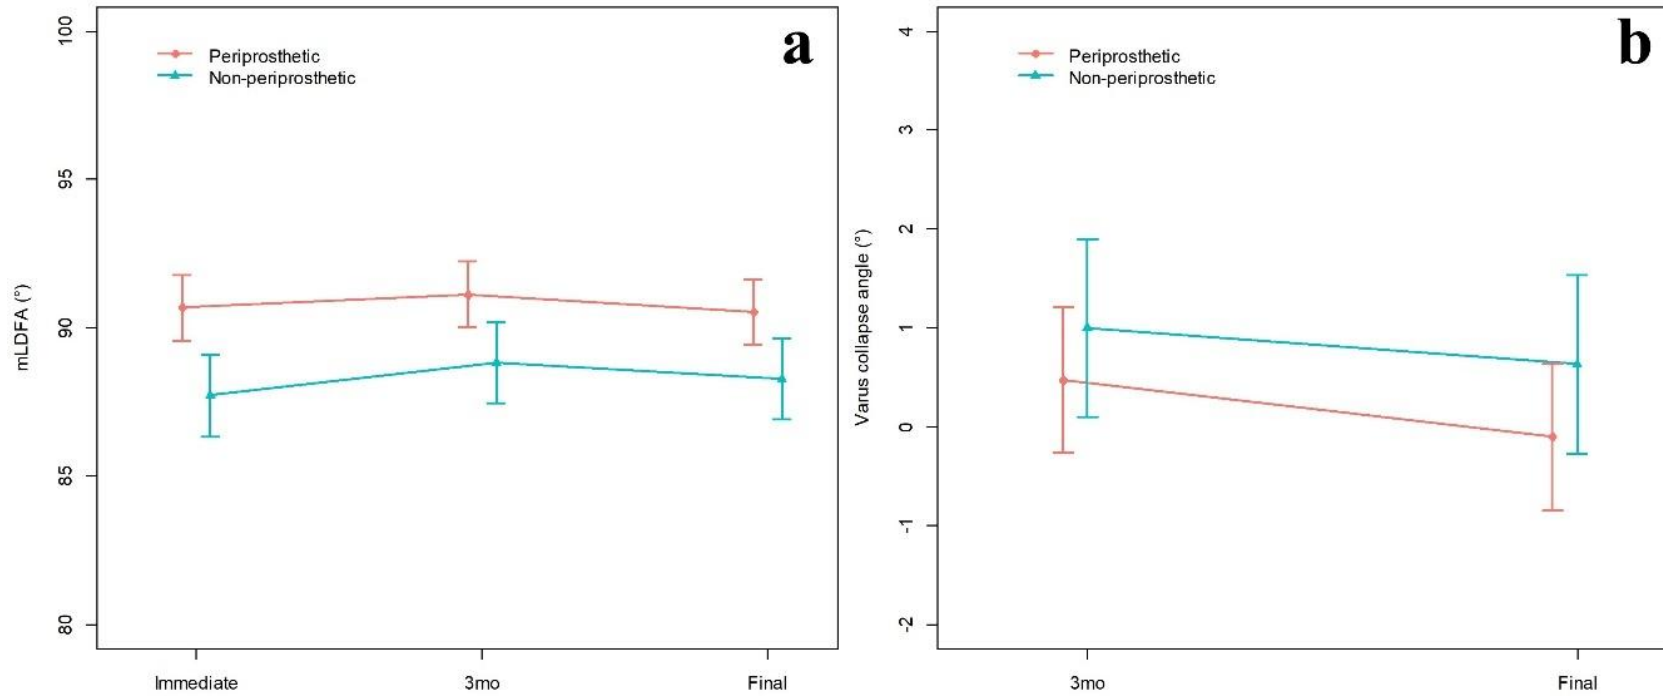 a
Periprosthetic
Non-periprosthetic
mLDFA (°)
100
95
90
85
80
Immediate 3mo Final
b
Periprosthetic
Non-periprosthetic
Varus collapse angle (°)
4
3
2
1
0
-1
-2
3mo Final